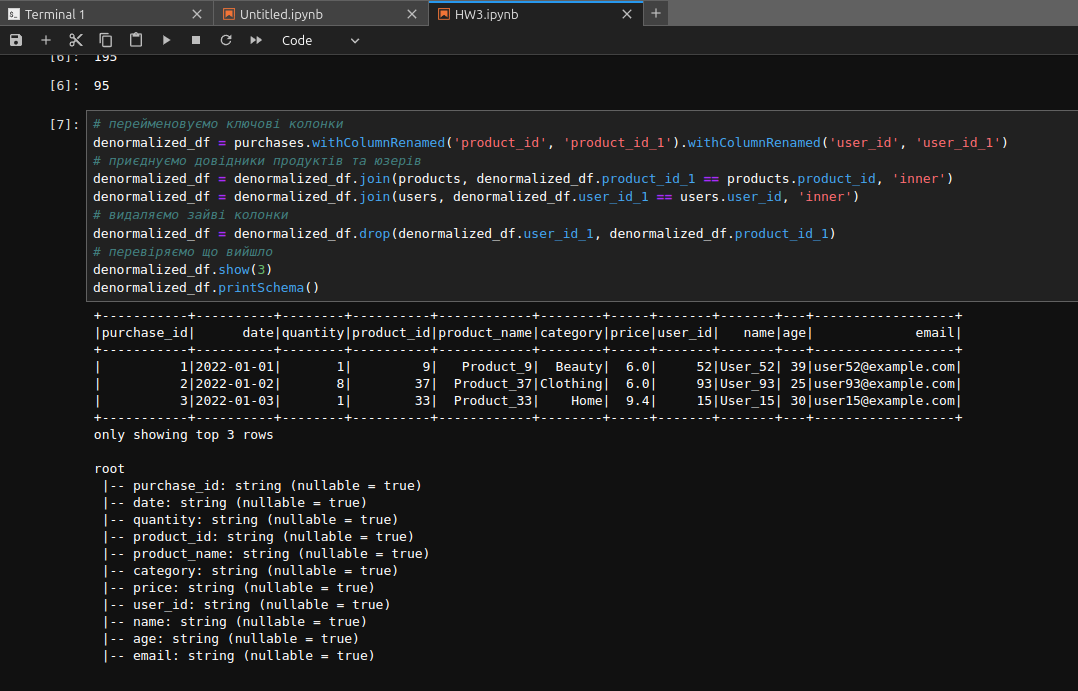 Terminal 1
Untitled.ipynb
HW3.ipynb
Code
[6]: 195
[6]: 95
[7]:
# перейменовуємо ключові колонки
denormalized_df = purchases.withColumnRenamed('product_id', 'product_id_1').withColumnRenamed('user_id', 'user_id_1')
# приєднуємо довідники продуктів та юзерів
denormalized_df = denormalized_df.join(products, denormalized_df.product_id_1 == products.product_id, 'inner')
denormalized_df = denormalized_df.join(users, denormalized_df.user_id_1 == users.user_id, 'inner')
# видаляємо зайві колонки
denormalized_df = denormalized_df.drop(denormalized_df.user_id_1, denormalized_df.product_id_1)
# перевіряємо що вийшло
denormalized_df.show(3)
denormalized_df.printSchema()
+-----------+----------+--------+----------+------------+--------+-----+-------+-------+---+------------------+
|purchase_id|      date|quantity|product_id|product_name|category|price|user_id|   name|age|             email|
+-----------+----------+--------+----------+------------+--------+-----+-------+-------+---+------------------+
|          1|2022-01-01|       1|         9|   Product_9|  Beauty|  6.0|     52|User_52| 39|user52@example.com|
|          2|2022-01-02|       8|        37|  Product_37|Clothing|  6.0|     93|User_93| 25|user93@example.com|
|          3|2022-01-03|       1|        33|  Product_33|    Home|  9.4|     15|User_15| 30|user15@example.com|
+-----------+----------+--------+----------+------------+--------+-----+-------+-------+---+------------------+
only showing top 3 rows
root
 |-- purchase_id: string (nullable = true)
 |-- date: string (nullable = true)
 |-- quantity: string (nullable = true)
 |-- product_id: string (nullable = true)
 |-- product_name: string (nullable = true)
 |-- category: string (nullable = true)
 |-- price: string (nullable = true)
 |-- user_id: string (nullable = true)
 |-- name: string (nullable = true)
 |-- age: string (nullable = true)
 |-- email: string (nullable = true)